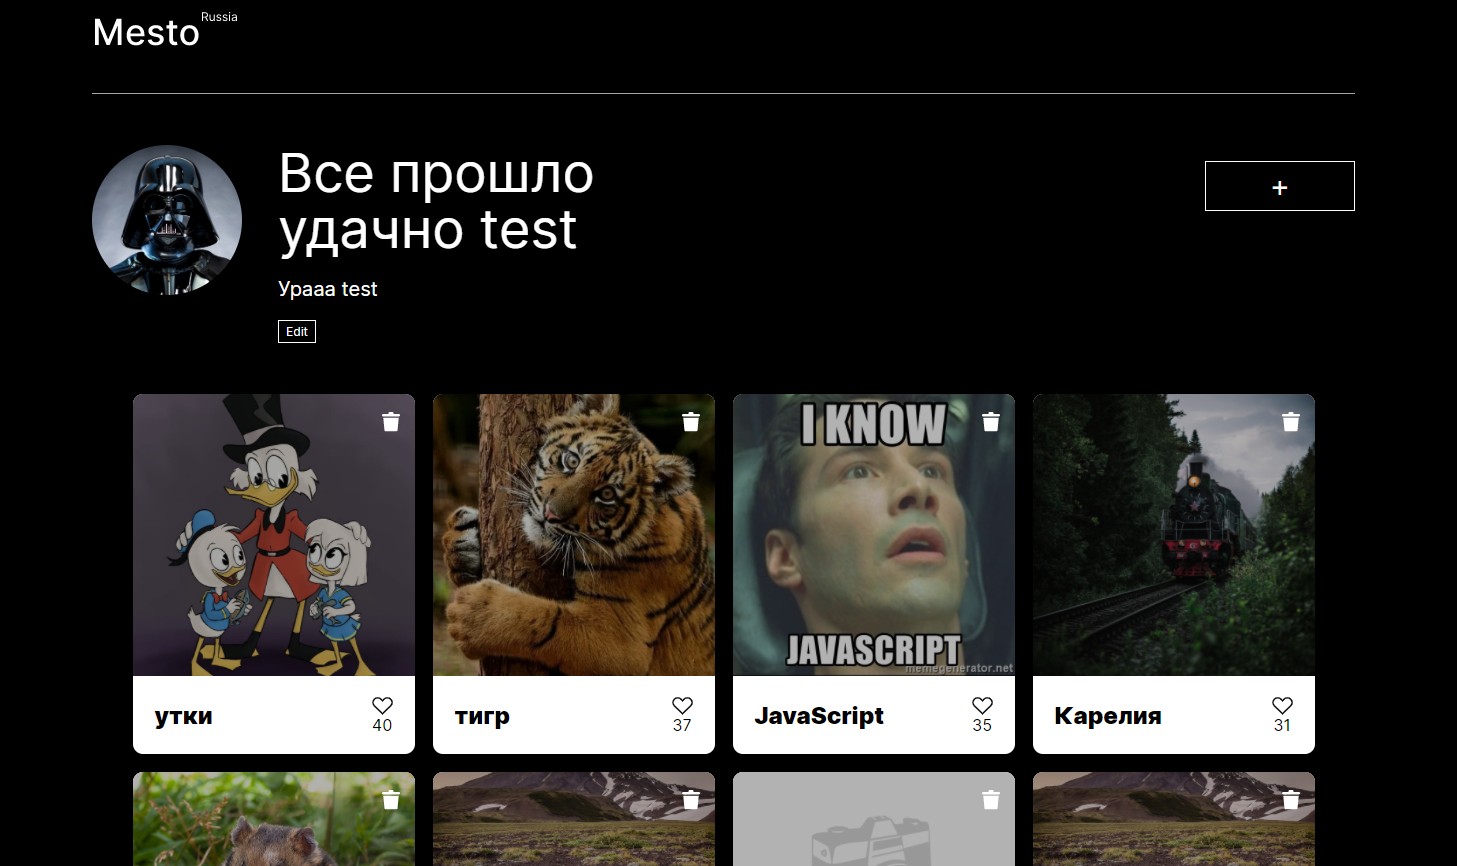 Mesto Russia
Все прошло
удачно test
+
Урааа test
Edit
I KNOW
JAVASCRIPT
memegenerator.net
утки
40
тигр
37
JavaScript
35
Карелия
31